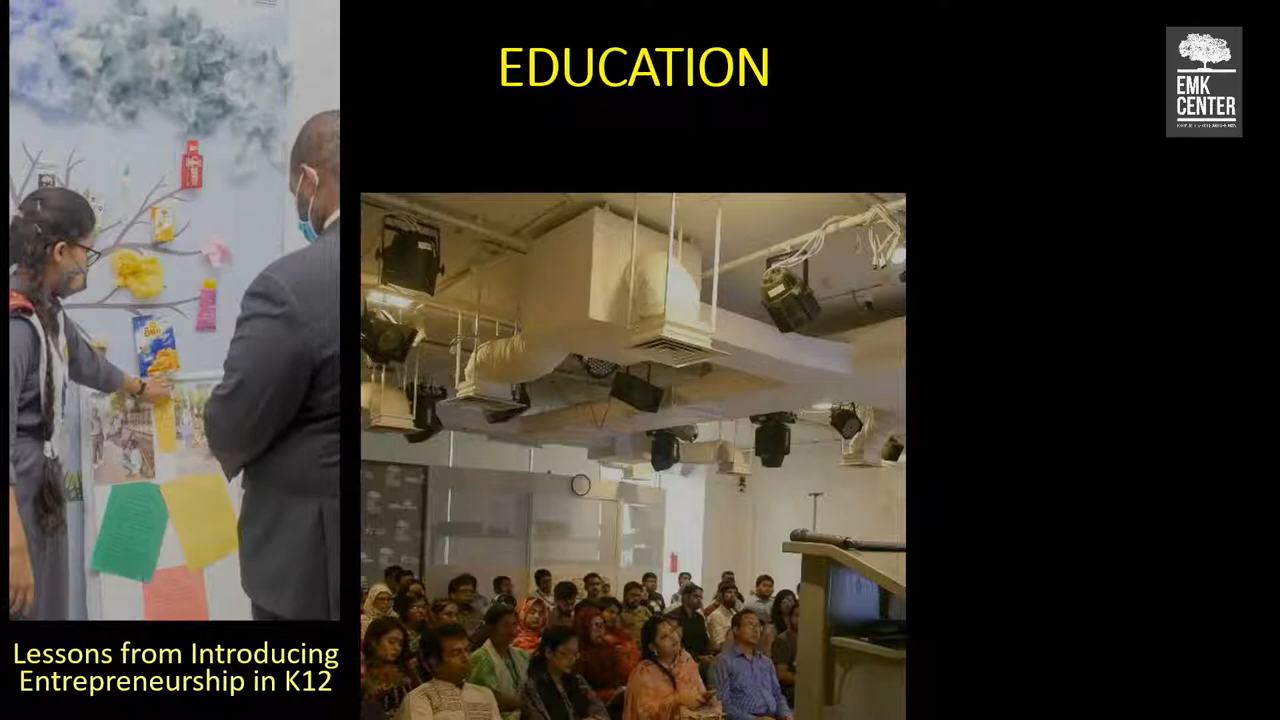 EDUCATION
EMK
CENTER
Lessons from Introducing
Entrepreneurship in K12